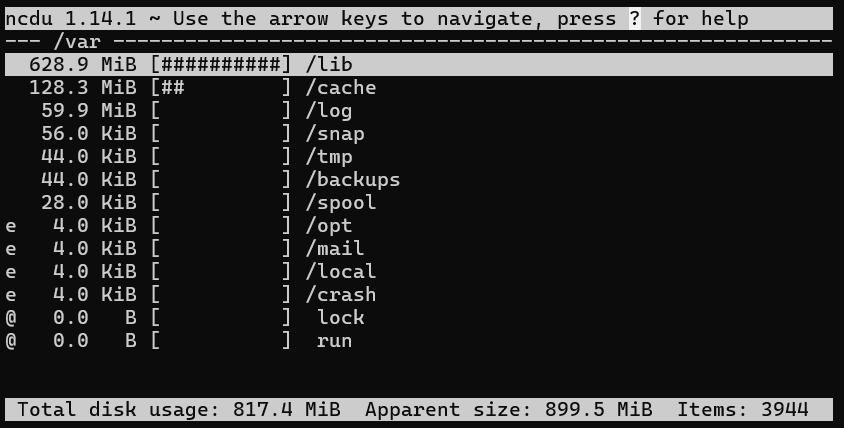 ncdu 1.14.1 ~ Use the arrow keys to navigate, press ? for help
--- /var -------------------------------------------------------------
  628.9 MiB [##########] /lib
  128.3 MiB [##        ] /cache
   59.9 MiB [          ] /log
   56.0 KiB [          ] /snap
   44.0 KiB [          ] /tmp
   44.0 KiB [          ] /backups
   28.0 KiB [          ] /spool
e   4.0 KiB [          ] /opt
e   4.0 KiB [          ] /mail
e   4.0 KiB [          ] /local
e   4.0 KiB [          ] /crash
@   0.0   B [          ]  lock
@   0.0   B [          ]  run
 Total disk usage: 817.4 MiB  Apparent size: 899.5 MiB  Items: 3944